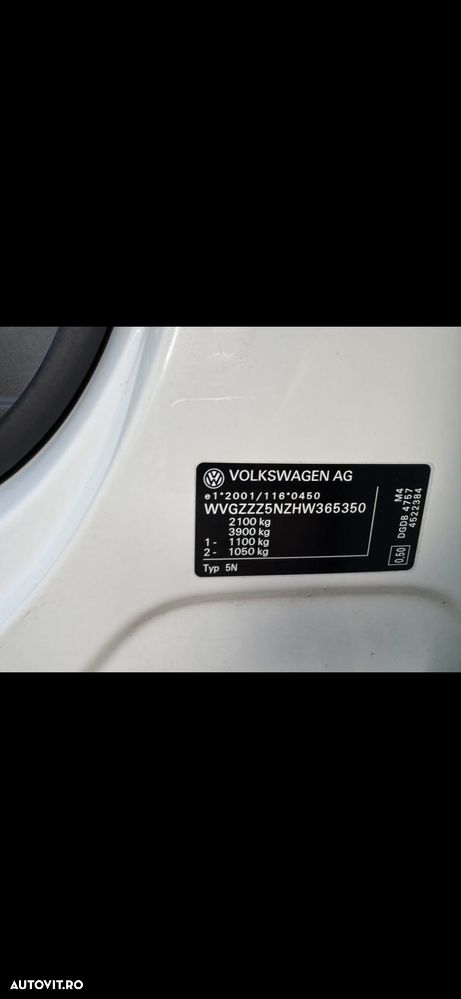 VOLKSWAGEN AG
e1*2001/116*0450
WVGZZZ5NZHW365350
2100 kg
3900 kg
1 - 1100 kg
2 - 1050 kg
Typ 5N
M4
DGDB 4757
4522384
0.50
AUTOVIT.RO